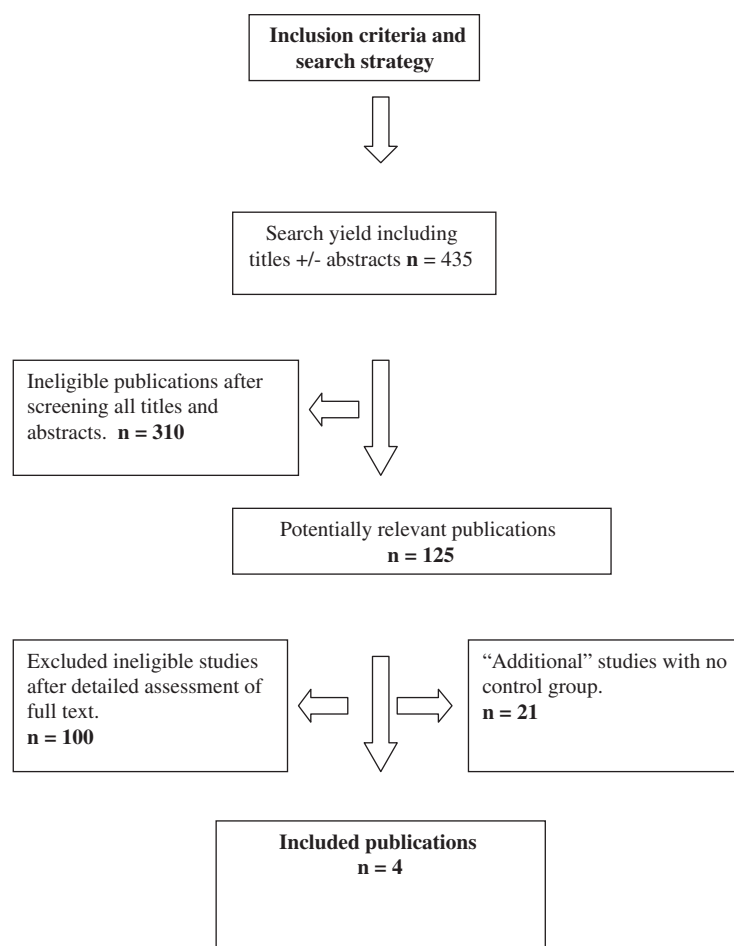 Inclusion criteria and
search strategy
Search yield including
titles +/- abstracts n = 435
Ineligible publications after
screening all titles and
abstracts. n = 310
Potentially relevant publications
n = 125
Excluded ineligible studies
after detailed assessment of
full text.
n = 100
“Additional” studies with no
control group.
n = 21
Included publications
n = 4